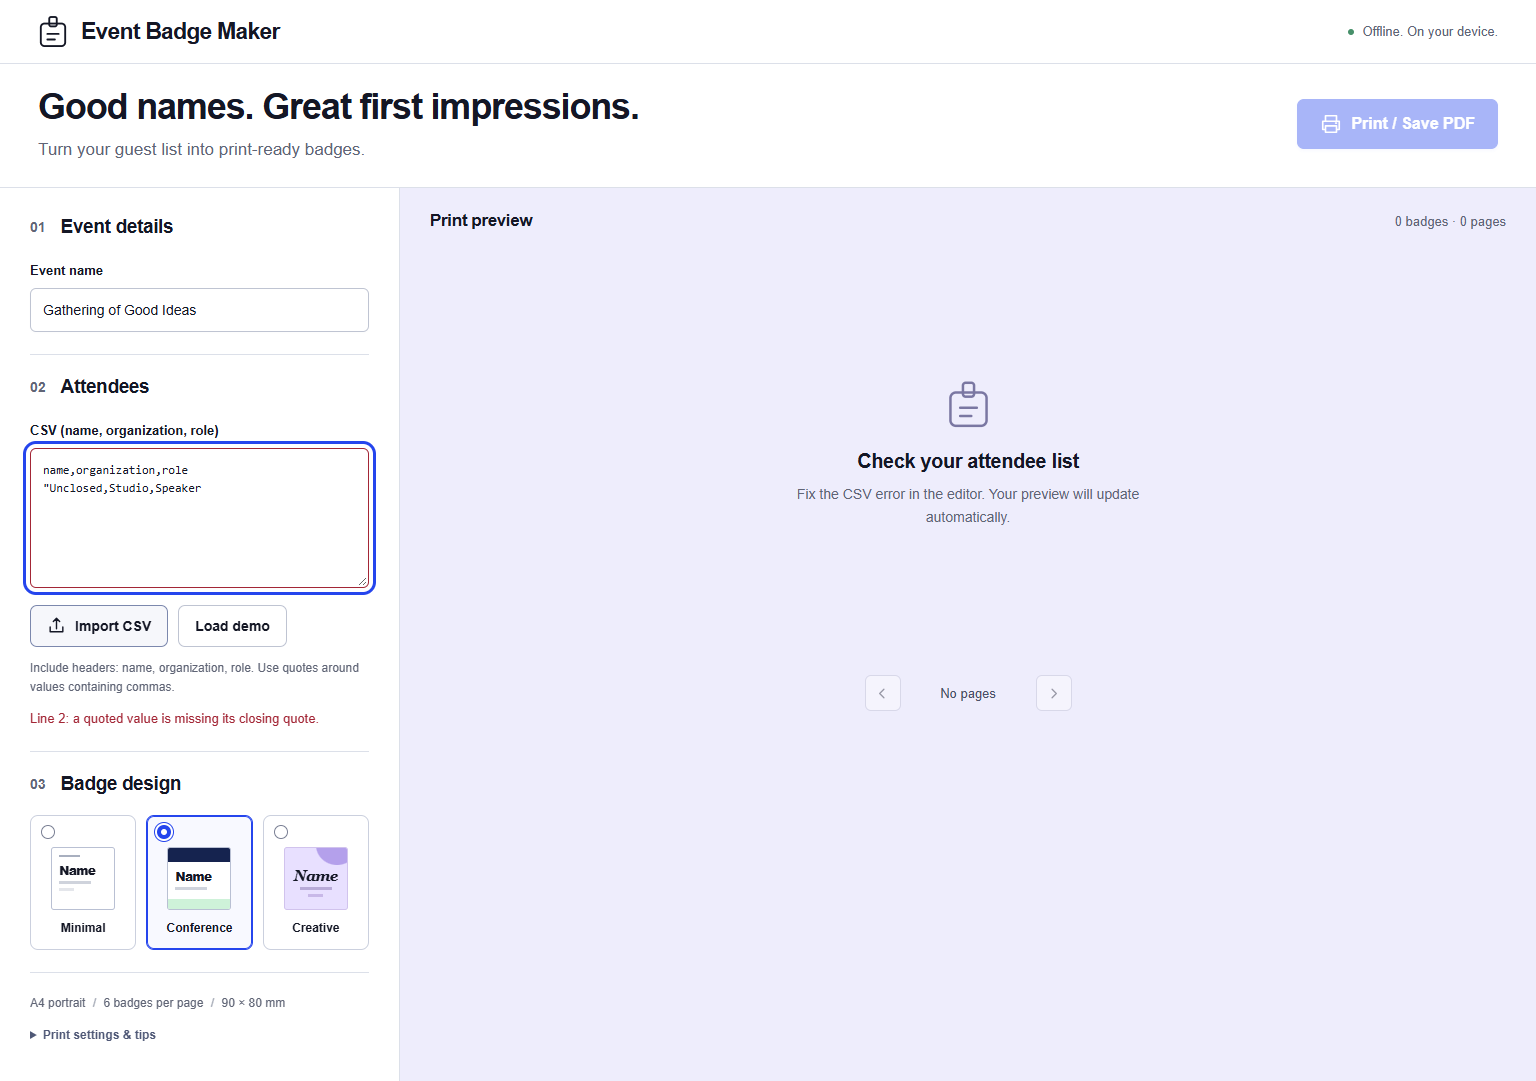 Event Badge Maker
Offline. On your device.
Good names. Great first impressions.
Turn your guest list into print-ready badges.
Print / Save PDF
01 Event details
Event name
Gathering of Good Ideas
02 Attendees
CSV (name, organization, role)
name,organization,role
"Unclosed,Studio,Speaker
Import CSV
Load demo
Include headers: name, organization, role. Use quotes around
values containing commas.
Line 2: a quoted value is missing its closing quote.
03 Badge design
Name
Minimal
Name
Conference
Name
Creative
A4 portrait / 6 badges per page / 90 × 80 mm
Print settings & tips
Print preview
0 badges · 0 pages
Check your attendee list
Fix the CSV error in the editor. Your preview will update
automatically.
No pages